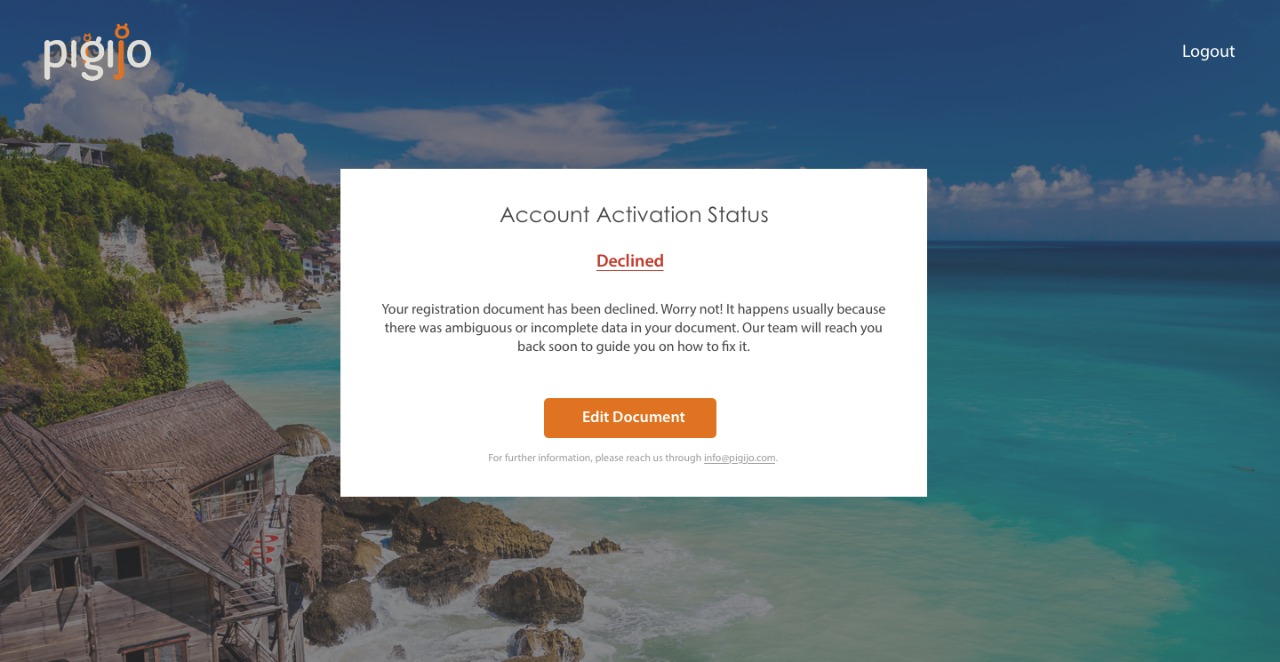 pigijo
Logout
Account Activation Status
Declined
Your registration document has been declined. Worry not! It happens usually because
there was ambiguous or incomplete data in your document. Our team will reach you
back soon to guide you on how to fix it.
Edit Document
For further information, please reach us through info@pigijo.com.